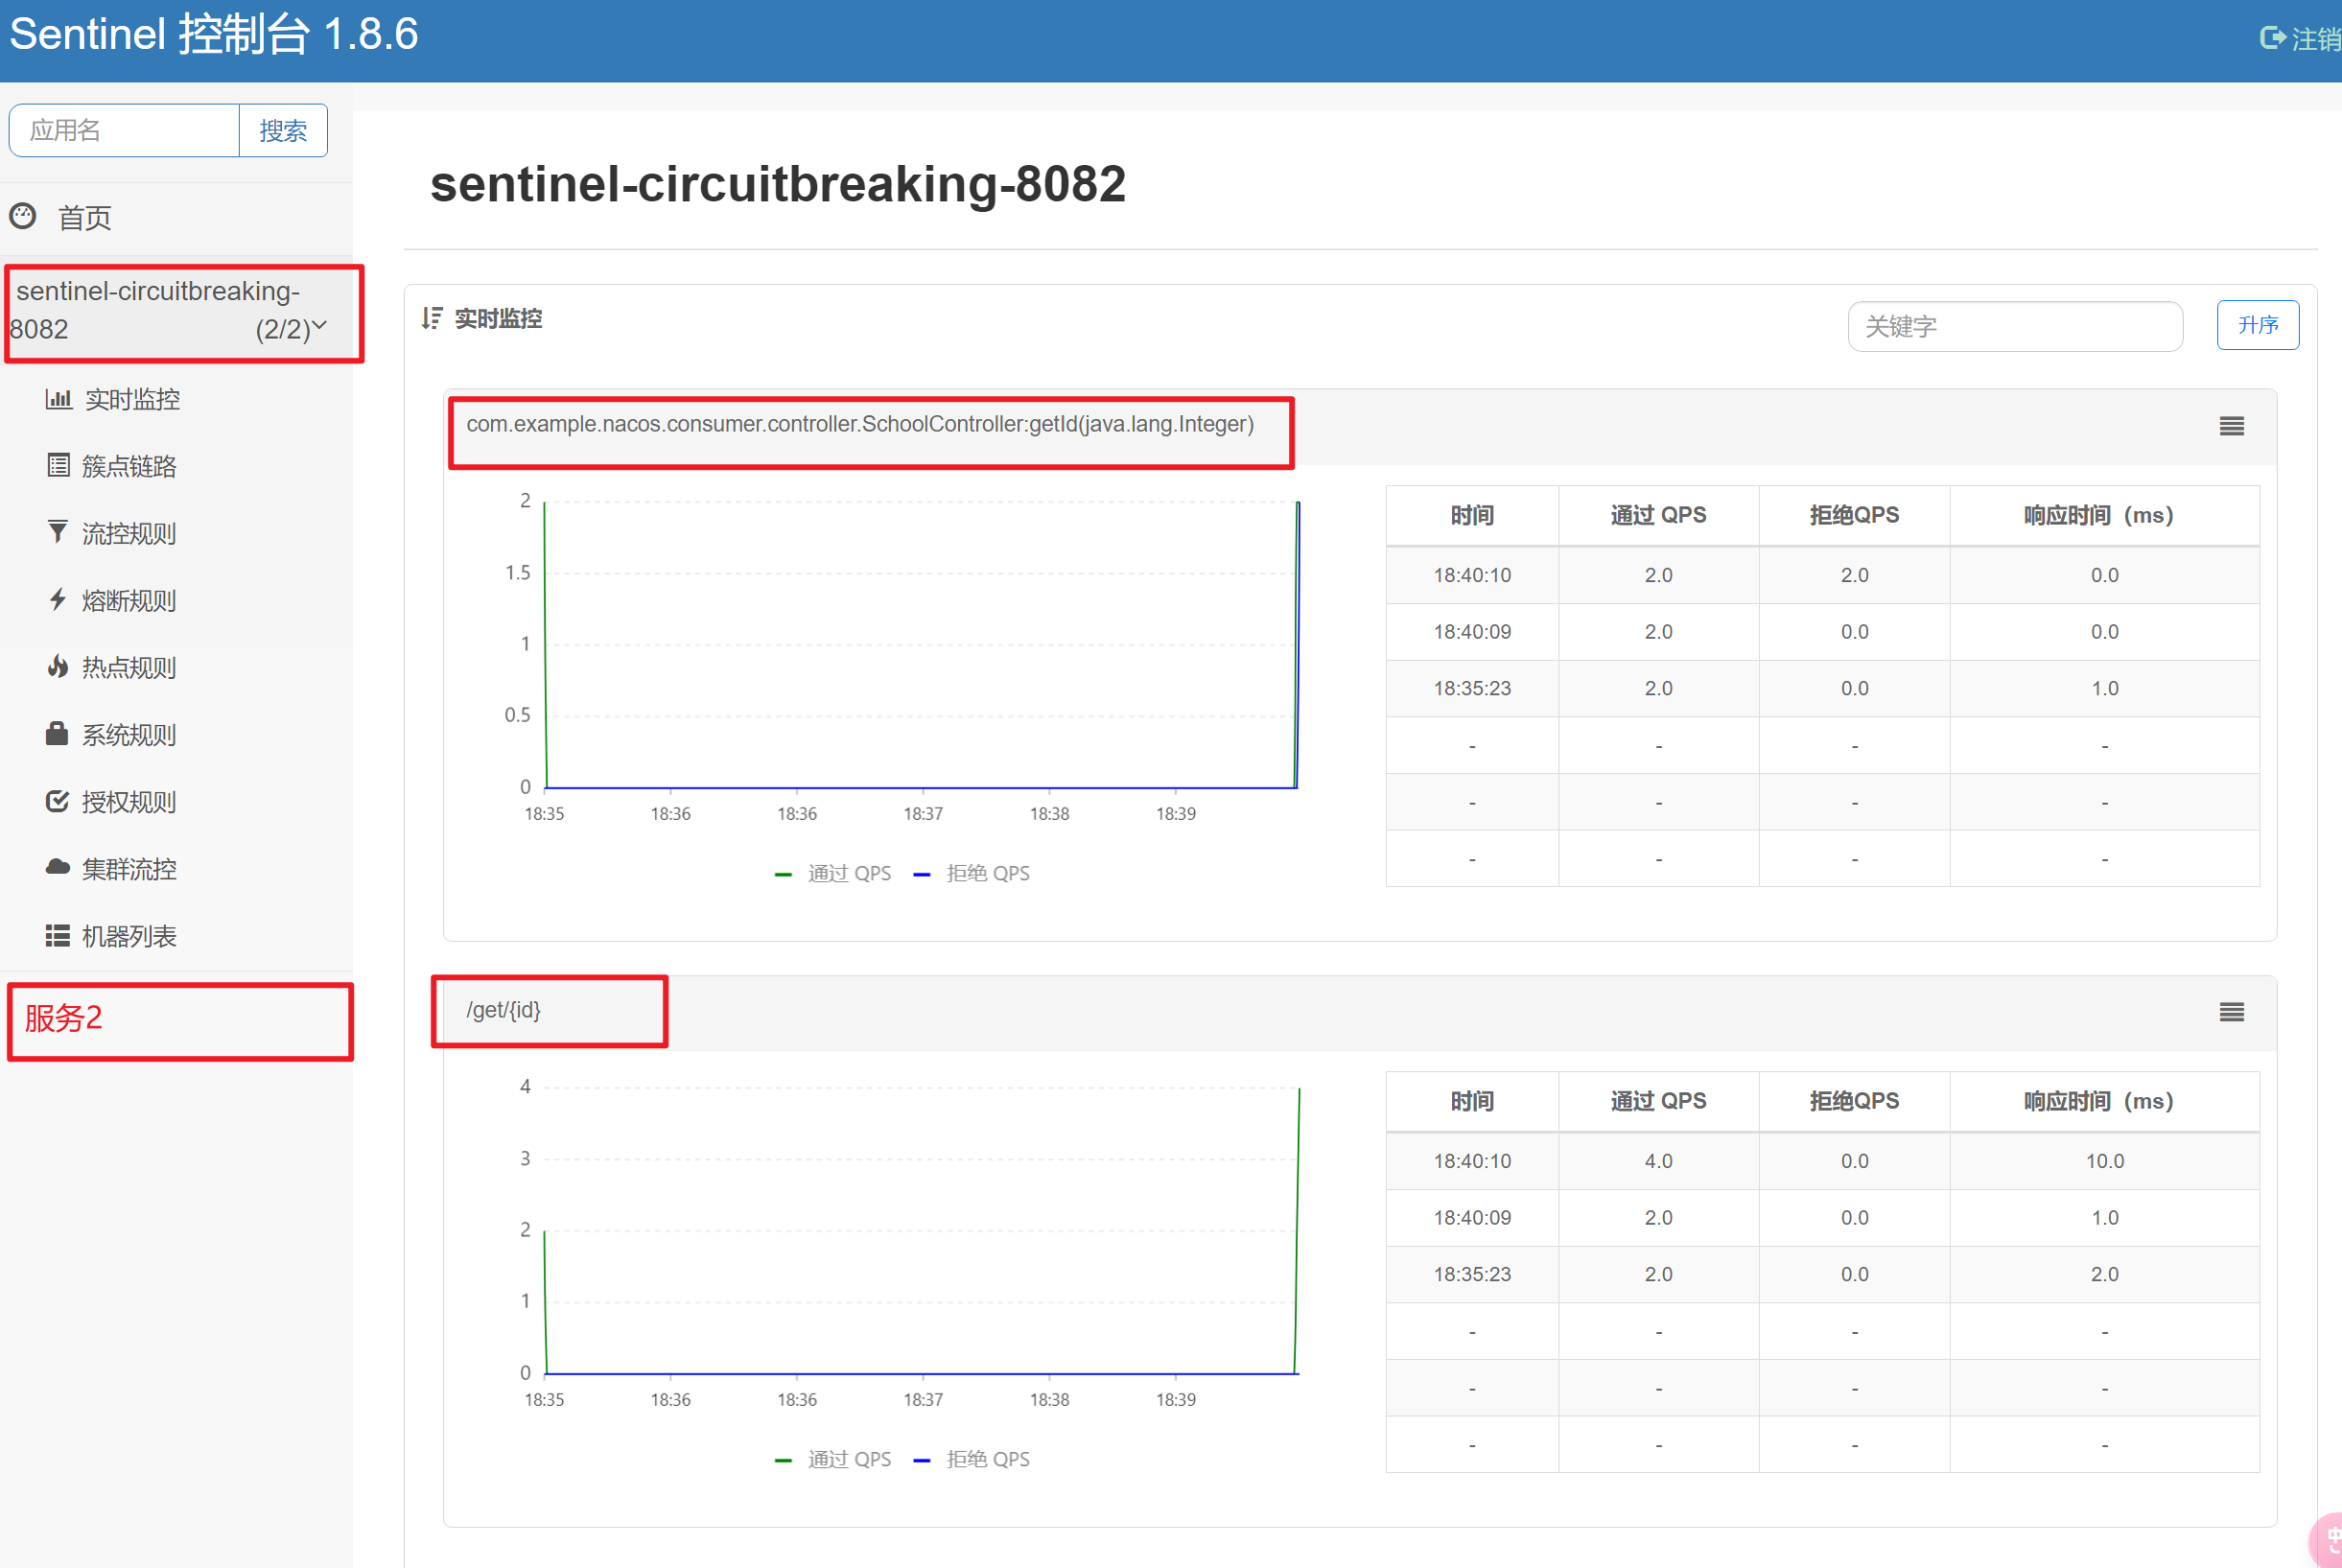 Sentinel 控制台 1.8.6
注销
应用名
搜索
首页
sentinel-circuitbreaking-
8082 (2/2)
实时监控
簇点链路
流控规则
熔断规则
热点规则
系统规则
授权规则
集群流控
机器列表
服务2
sentinel-circuitbreaking-8082
实时监控
关键字
升序
com.example.nacos.consumer.controller.SchoolController:getId(java.lang.Integer)
2
1.5
1
0.5
0
18:35 18:36 18:36 18:37 18:38 18:39
通过 QPS 拒绝 QPS
时间 通过 QPS 拒绝QPS 响应时间（ms）
18:40:10 2.0 2.0 0.0
18:40:09 2.0 0.0 0.0
18:35:23 2.0 0.0 1.0
- - - -
- - - -
- - - -
/get/{id}
4
3
2
1
0
18:35 18:36 18:36 18:37 18:38 18:39
通过 QPS 拒绝 QPS
时间 通过 QPS 拒绝QPS 响应时间（ms）
18:40:10 4.0 0.0 10.0
18:40:09 2.0 0.0 1.0
18:35:23 2.0 0.0 2.0
- - - -
- - - -
- - - -